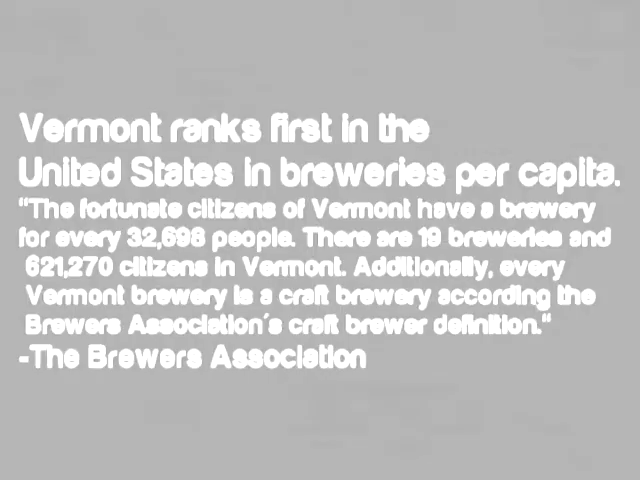 Vermont ranks first in the
United States in breweries per capita.
"The fortunate citizens of Vermont have a brewery
for every 32,698 people. There are 19 breweries and
621,270 citizens in Vermont. Additionally, every
Vermont brewery is a craft brewery according the
Brewers Association´s craft brewer definition."
-The Brewers Association